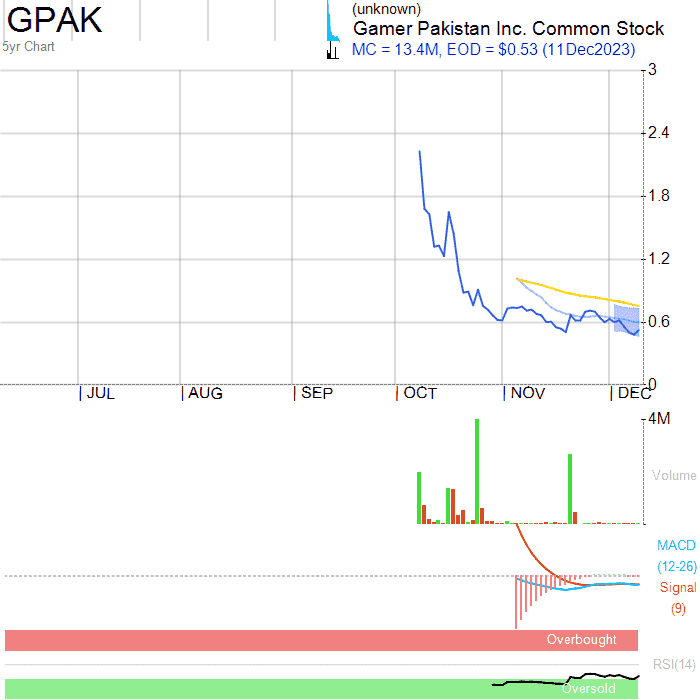 GPAK
(unknown)
Gamer Pakistan Inc. Common Stock
5yr Chart
MC = 13.4M, EOD = $0.53 (11Dec2023)
3
2.4
1.8
1.2
0.6
0
JUL AUG SEP OCT NOV DEC
4M
Volume
MACD
(12-26)
Signal
(9)
Overbought
RSI(14)
Oversold